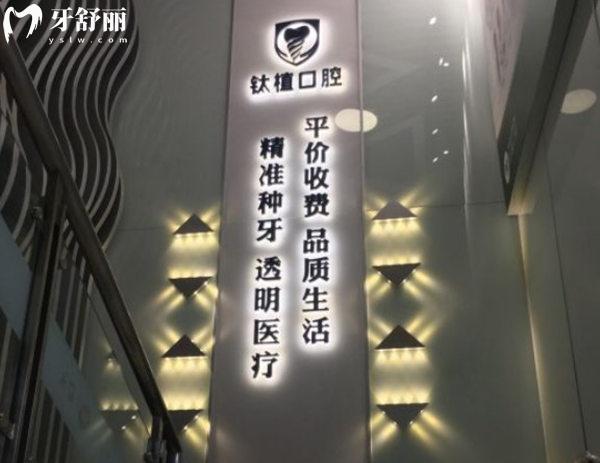 牙舒丽
yslw.com
钛植口腔
平价收费 品质生活
精准种牙 透明医疗